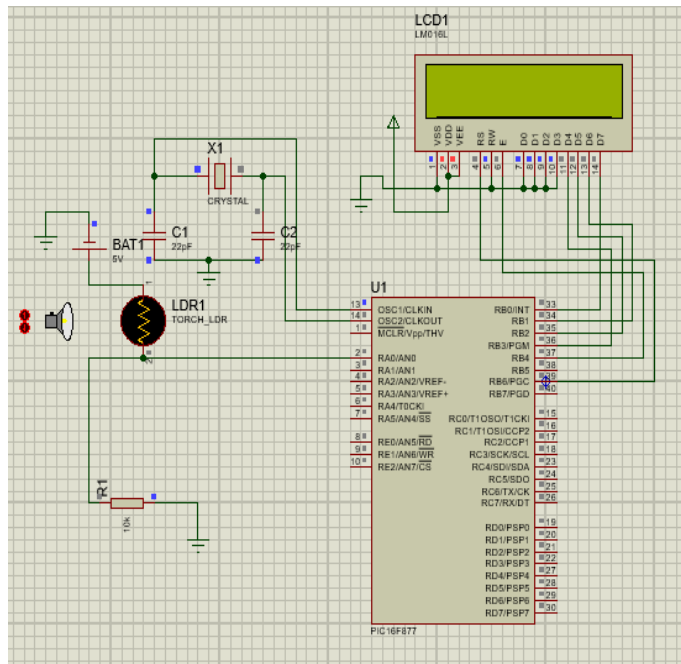 LCD1
LM016L
VSS
VDD
VEE
RS
RW
E
D0
D1
D2
D3
D4
D5
D6
D7
1
2
3
4
5
6
7
8
9
10
11
12
13
14
X1
CRYSTAL
C1
22pF
C2
22pF
BAT1
5V
LDR1
TORCH_LDR
1
2
R1
10k
U1
13 OSC1/CLKIN
14 OSC2/CLKOUT
1 MCLR/Vpp/THV
2 RA0/AN0
3 RA1/AN1
4 RA2/AN2/VREF-
5 RA3/AN3/VREF+
6 RA4/T0CKI
7 RA5/AN4/SS
8 RE0/AN5/RD
9 RE1/AN6/WR
10 RE2/AN7/CS
RB0/INT 33
RB1 34
RB2 35
RB3/PGM 36
RB4 37
RB5 38
RB6/PGC 39
RB7/PGD 40
RC0/T1OSO/T1CKI 15
RC1/T1OSI/CCP2 16
RC2/CCP1 17
RC3/SCK/SCL 18
RC4/SDI/SDA 23
RC5/SDO 24
RC6/TX/CK 25
RC7/RX/DT 26
RD0/PSP0 19
RD1/PSP1 20
RD2/PSP2 21
RD3/PSP3 22
RD4/PSP4 27
RD5/PSP5 28
RD6/PSP6 29
RD7/PSP7 30
PIC16F877